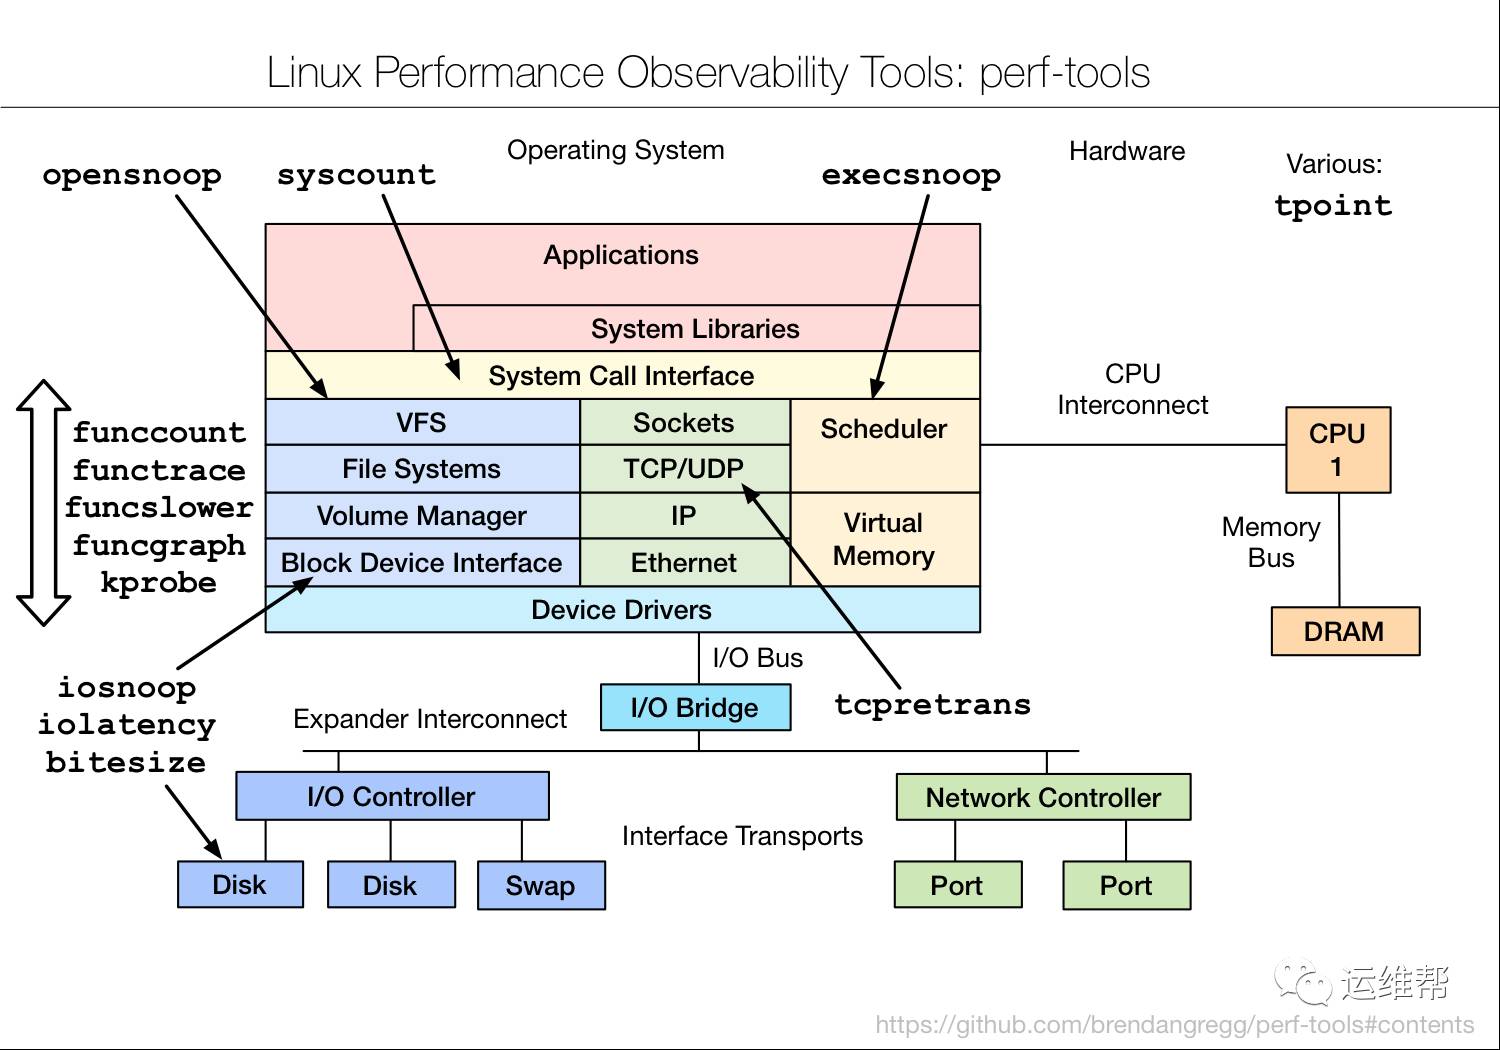 Linux Performance Observability Tools: perf-tools
Operating System
Hardware
Various:
tpoint
opensnoop
syscount
execsnoop
Applications
System Libraries
System Call Interface
VFS
Sockets
Scheduler
File Systems
TCP/UDP
Volume Manager
IP
Virtual
Memory
Block Device Interface
Ethernet
Device Drivers
CPU
Interconnect
CPU
1
Memory
Bus
DRAM
funccount
functrace
funcslower
funcgraph
kprobe
I/O Bus
I/O Bridge
iosnoop
iolatency
bitesize
tcpretrans
Expander Interconnect
I/O Controller
Network Controller
Interface Transports
Disk
Disk
Swap
Port
Port
运维帮
https://github.com/brendangregg/perf-tools#contents